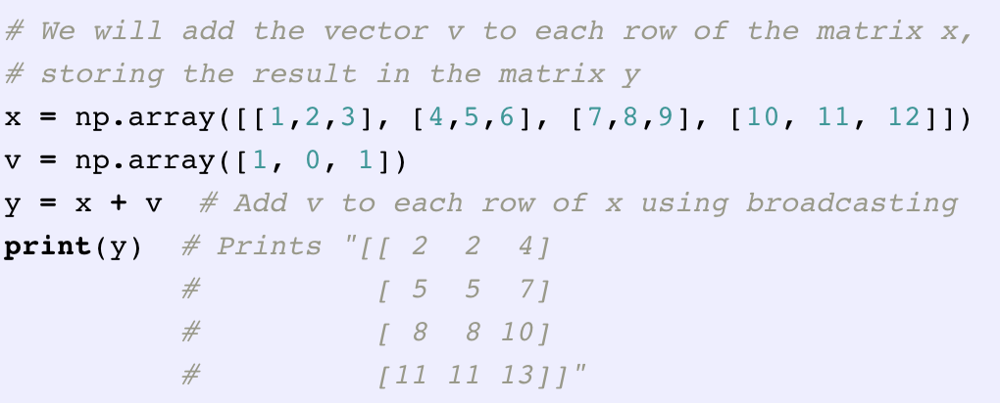 # We will add the vector v to each row of the matrix x,
# storing the result in the matrix y
x = np.array([[1,2,3], [4,5,6], [7,8,9], [10, 11, 12]])
v = np.array([1, 0, 1])
y = x + v  # Add v to each row of x using broadcasting
print(y)  # Prints "[[ 2  2  4]
          #          [ 5  5  7]
          #          [ 8  8 10]
          #          [11 11 13]]"